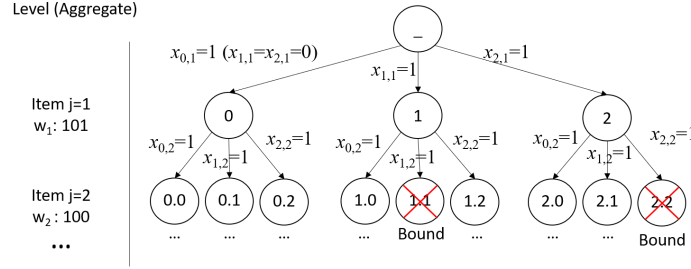 Level (Aggregate)
_
x0,1=1 (x1,1=x2,1=0)
x1,1=1
x2,1=1
Item j=1
w1: 101
0
1
2
x0,2=1
x1,2=1
x2,2=1
x0,2=1
x1,2=1
x2,2=1
x0,2=1
x1,2=1
x2,2=1
Item j=2
w2 : 100
0.0
0.1
0.2
1.0
1.1
1.2
2.0
2.1
2.2
...
...
...
...
...
...
...
...
Bound
Bound